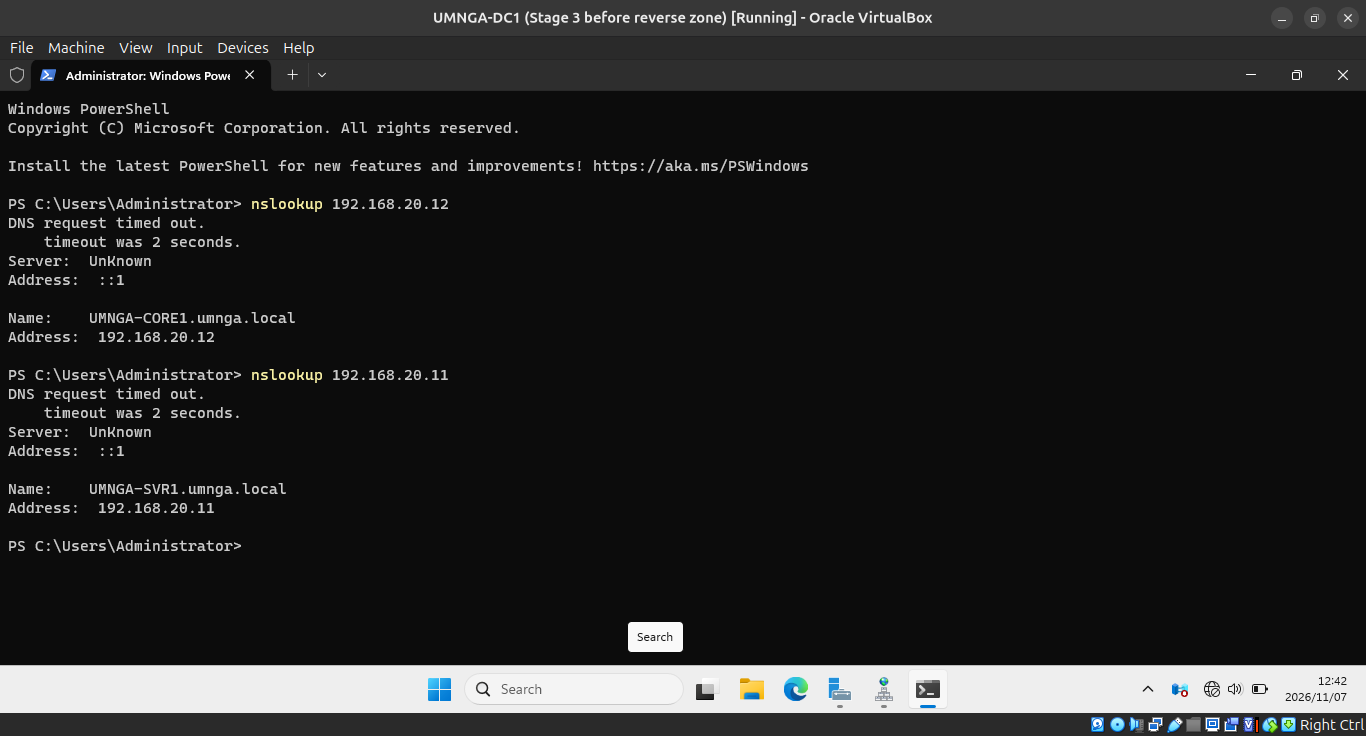 UMNGA-DC1 (Stage 3 before reverse zone) [Running] - Oracle VirtualBox
File Machine View Input Devices Help
Administrator: Windows Powe
Windows PowerShell
Copyright (C) Microsoft Corporation. All rights reserved.
Install the latest PowerShell for new features and improvements! https://aka.ms/PSWindows
PS C:\Users\Administrator> nslookup 192.168.20.12
DNS request timed out.
    timeout was 2 seconds.
Server:  UnKnown
Address:  ::1
Name:    UMNGA-CORE1.umnga.local
Address:  192.168.20.12
PS C:\Users\Administrator> nslookup 192.168.20.11
DNS request timed out.
    timeout was 2 seconds.
Server:  UnKnown
Address:  ::1
Name:    UMNGA-SVR1.umnga.local
Address:  192.168.20.11
PS C:\Users\Administrator>
Search
Search
12:42
2026/11/07
Right Ctrl